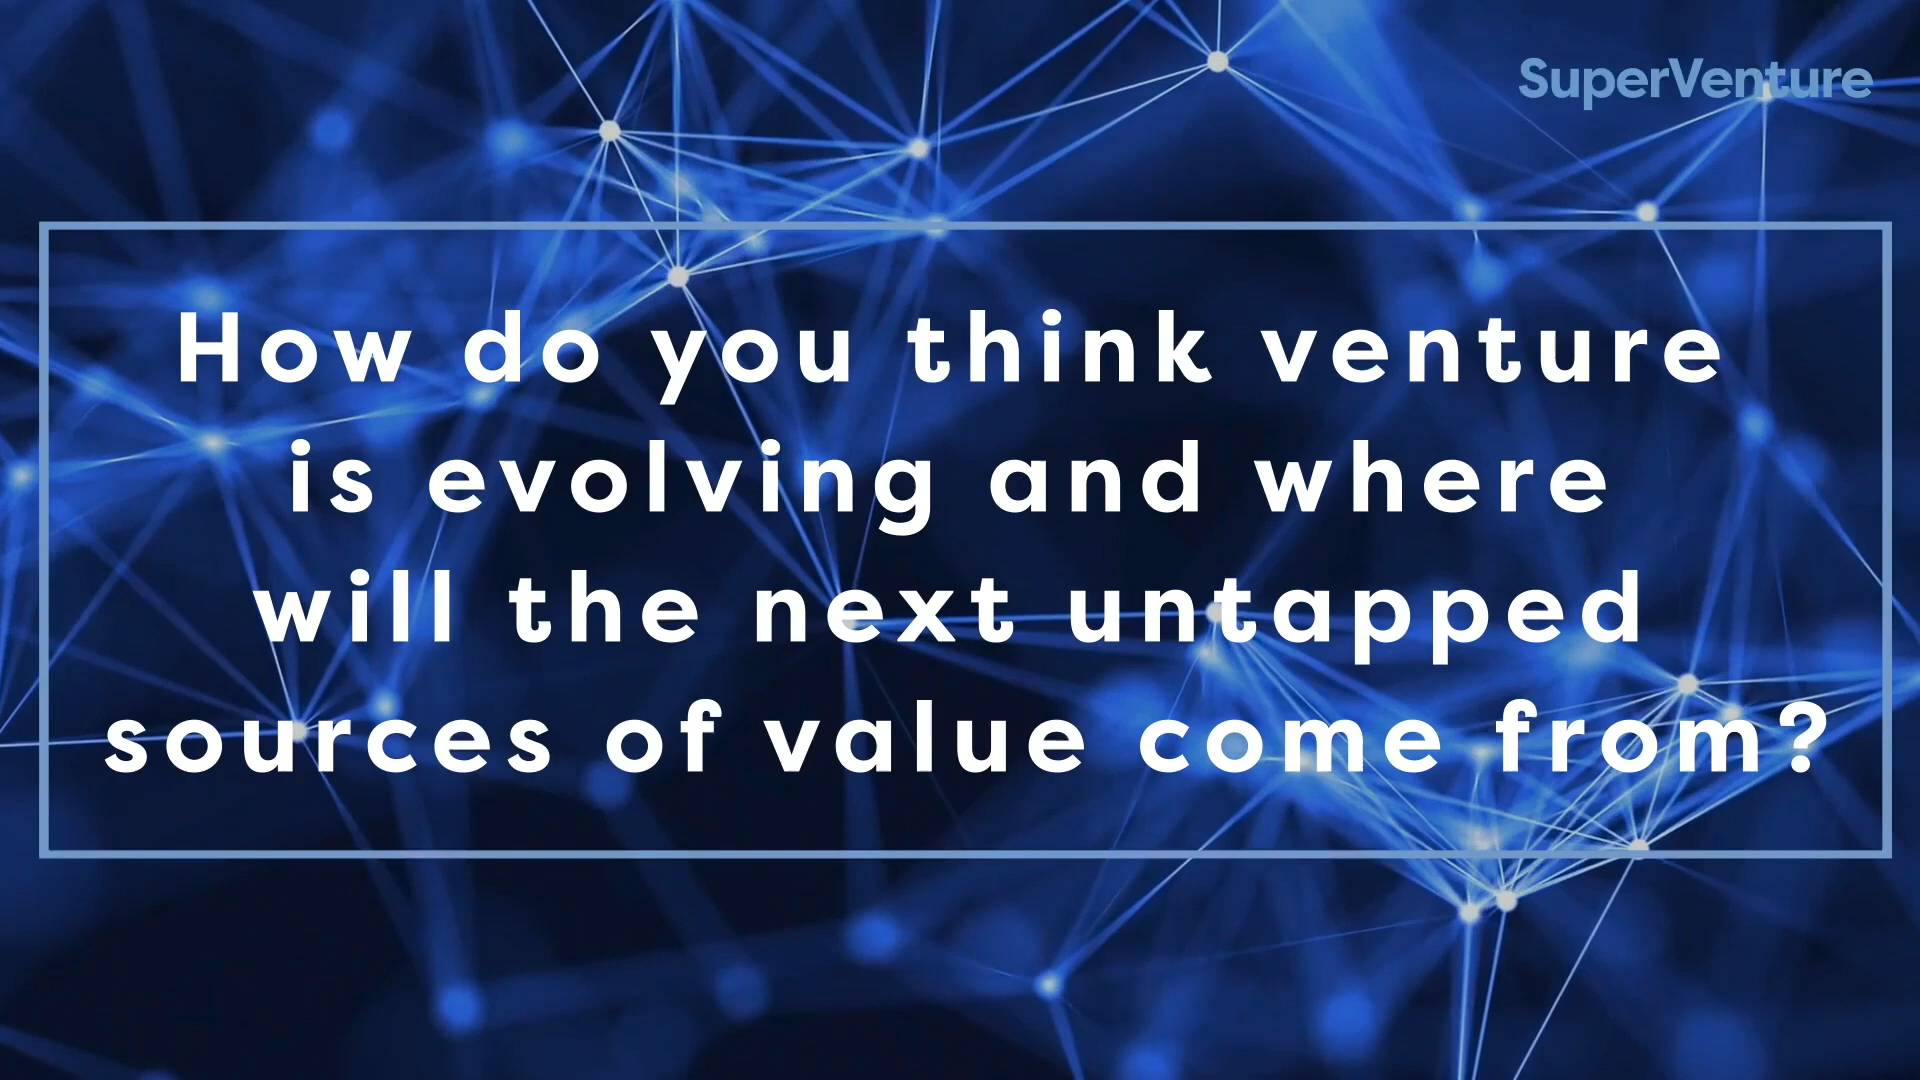 SuperVenture
How do you think venture
is evolving and where
will the next untapped
sources of value come from?